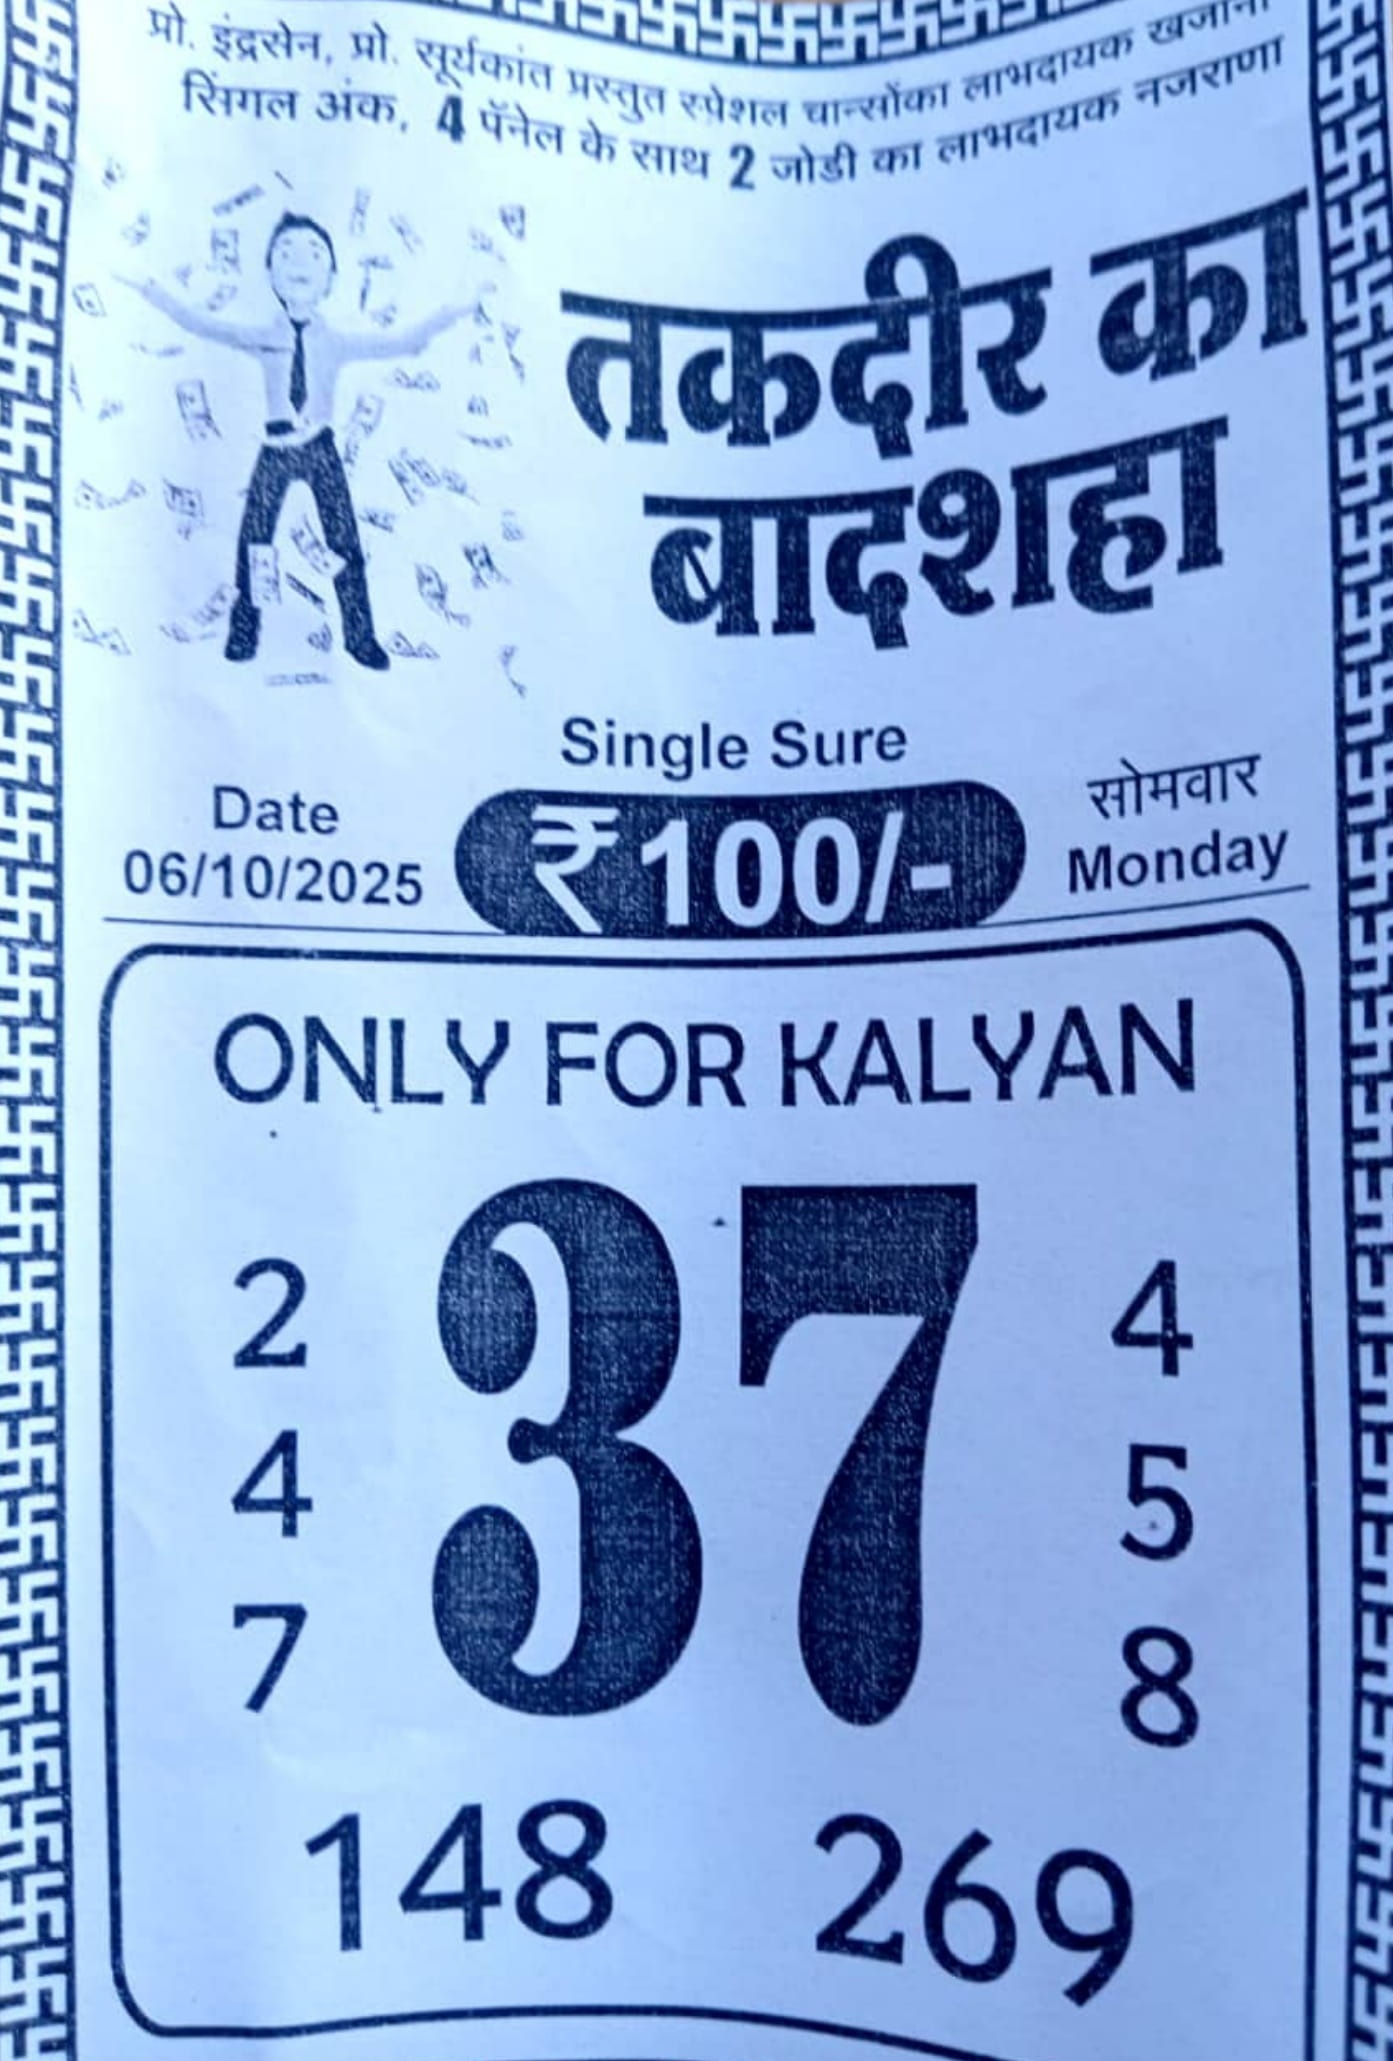 प्रो. इंद्रसेन, प्रो. सूर्यकांत प्रस्तुत स्पेशल चान्सोंका लाभदायक खजाना
सिंगल अंक, 4 पॅनेल के साथ 2 जोडी का लाभदायक नजराणा
तकदीर का
बादशहा
Single Sure
Date
06/10/2025
₹100/-
सोमवार
Monday
ONLY FOR KALYAN
2
4
7
37
4
5
8
148 269